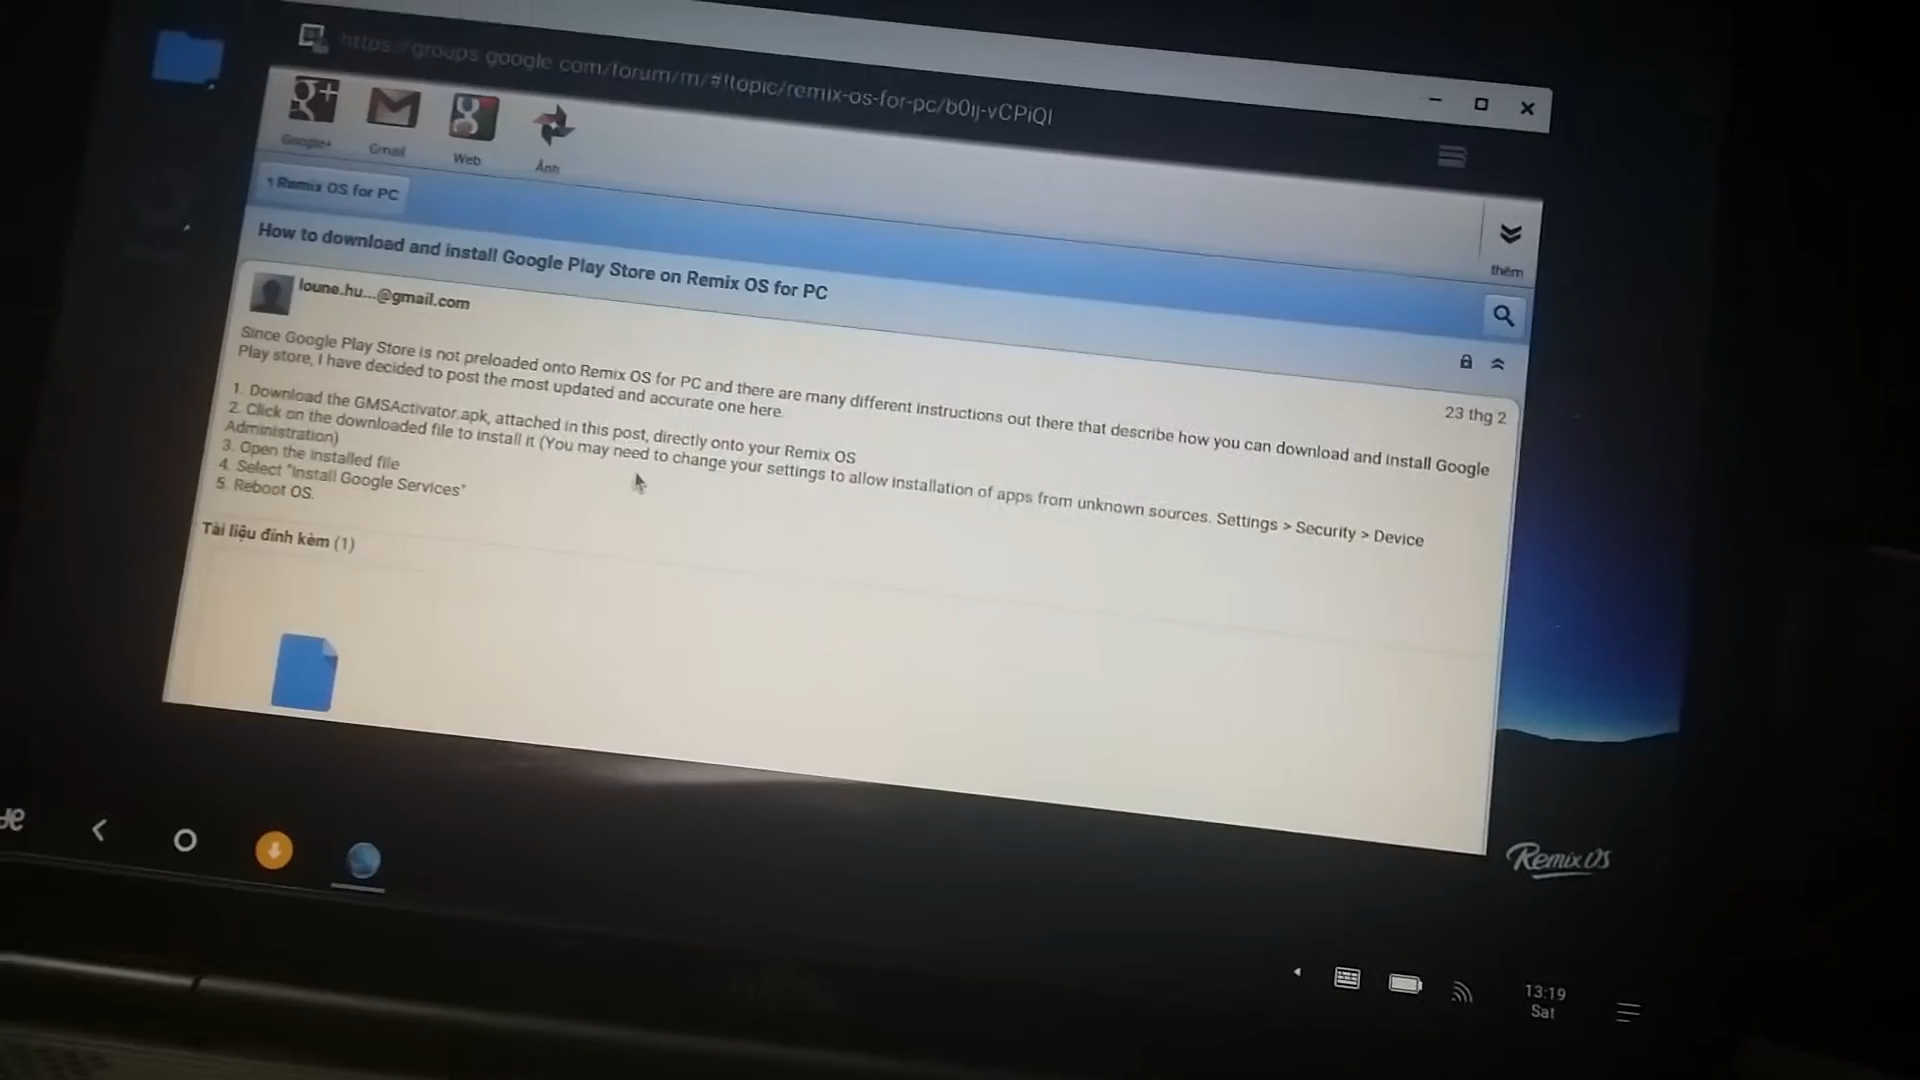 https://groups.google.com/forum/m/#!topic/remix-os-for-pc/b0ij-vCPiQI
Google+
Gmail
Web
Ảnh
thêm
Remix OS for PC
How to download and install Google Play Store on Remix OS for PC
loune.hu...@gmail.com
23 thg 2
Since Google Play Store is not preloaded onto Remix OS for PC and there are many different instructions out there that describe how you can download and install Google
Play store, I have decided to post the most updated and accurate one here.
1. Download the GMSActivator.apk, attached in this post, directly onto your Remix OS
2. Click on the downloaded file to install it (You may need to change your settings to allow installation of apps from unknown sources. Settings > Security > Device
Administration)
3. Open the installed file
4. Select "Install Google Services"
5. Reboot OS.
Tài liệu đính kèm (1)
Remix OS
13:19
Sat